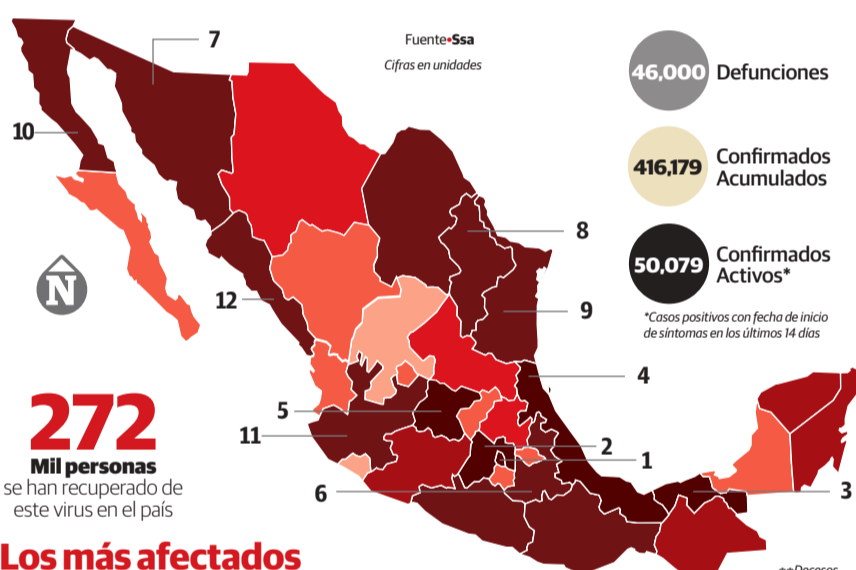 7
Fuente•Ssa
Cifras en unidades
46,000 Defunciones
10
416,179 Confirmados
Acumulados
8
50,079 Confirmados
Activos*
N
12
9
*Casos positivos con fecha de inicio
de síntomas en los últimos 14 días
4
272
Mil personas
se han recuperado de
este virus en el país
5
11
2
1
6
3
Los más afectados
**Decesos